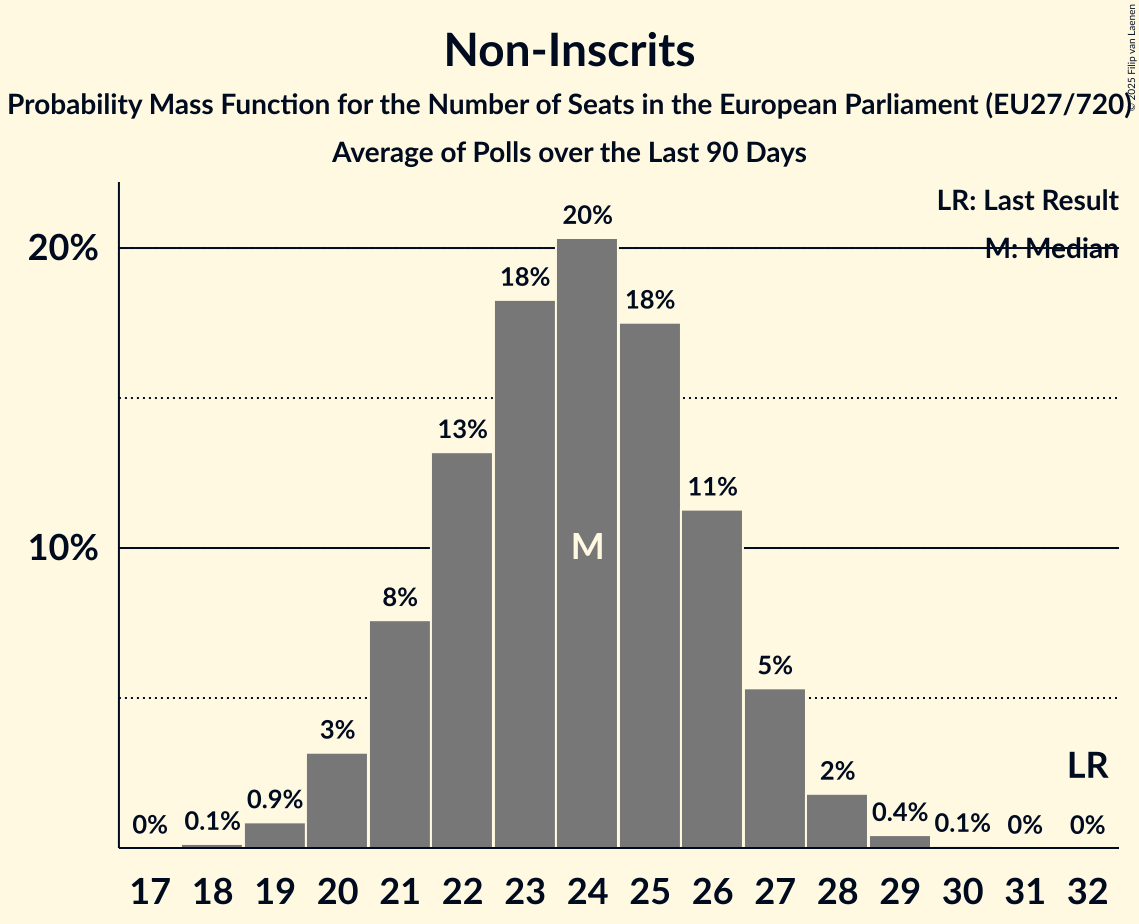 Non-Inscrits
Probability Mass Function for the Number of Seats in the European Parliament (EU27/720)
Average of Polls over the Last 90 Days
© 2025 Filip van Laenen
LR: Last Result
M: Median
20%
10%
0%
0.1%
0.9%
3%
8%
13%
18%
20%
18%
11%
5%
2%
0.4%
0.1%
0%
0%
M
LR
17 18 19 20 21 22 23 24 25 26 27 28 29 30 31 32